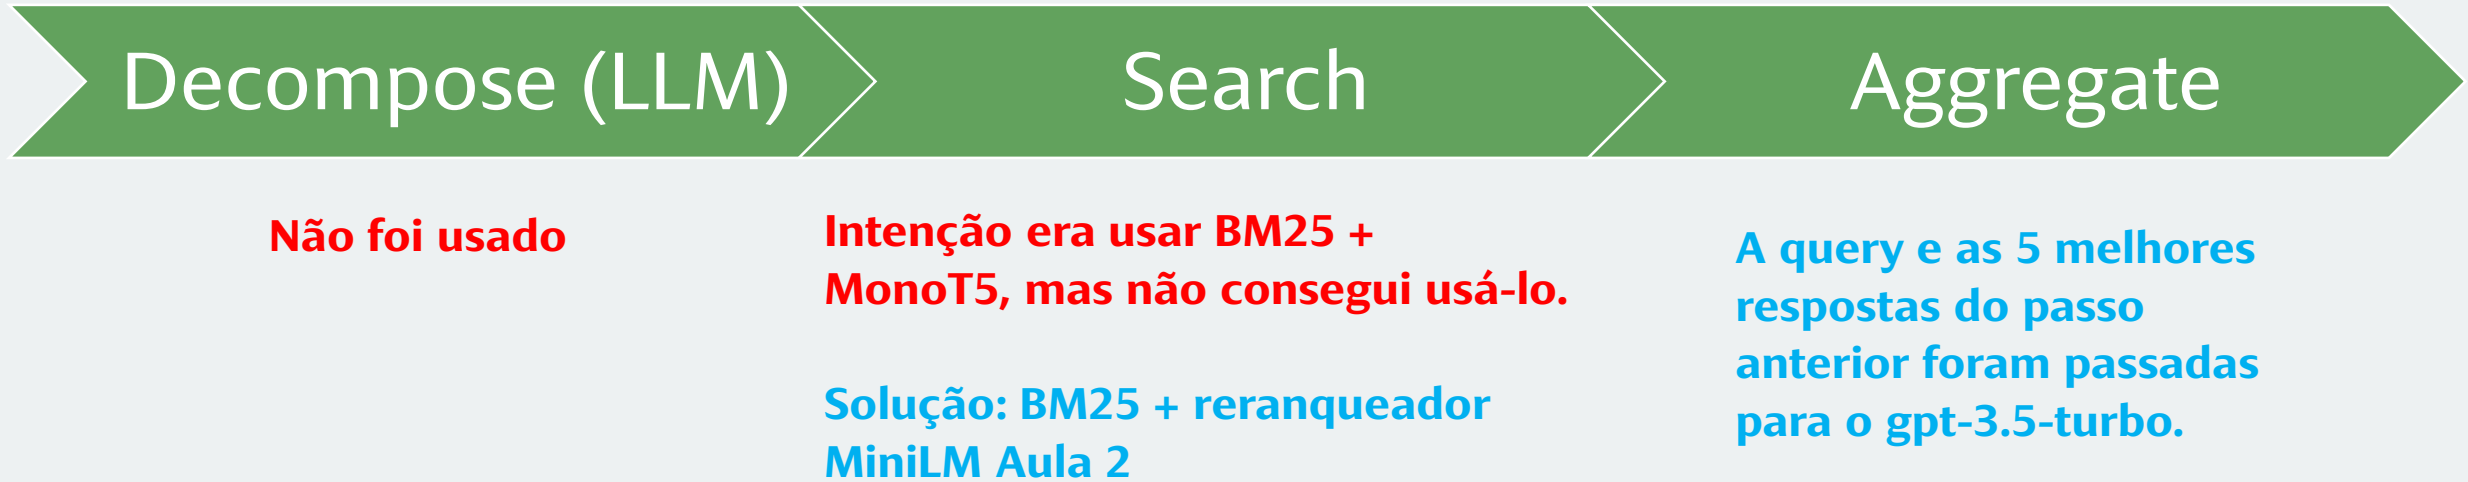 Decompose (LLM)
Search
Aggregate
Não foi usado
Intenção era usar BM25 +
MonoT5, mas não consegui usá-lo.
Solução: BM25 + reranqueador
MiniLM Aula 2
A query e as 5 melhores
respostas do passo
anterior foram passadas
para o gpt-3.5-turbo.